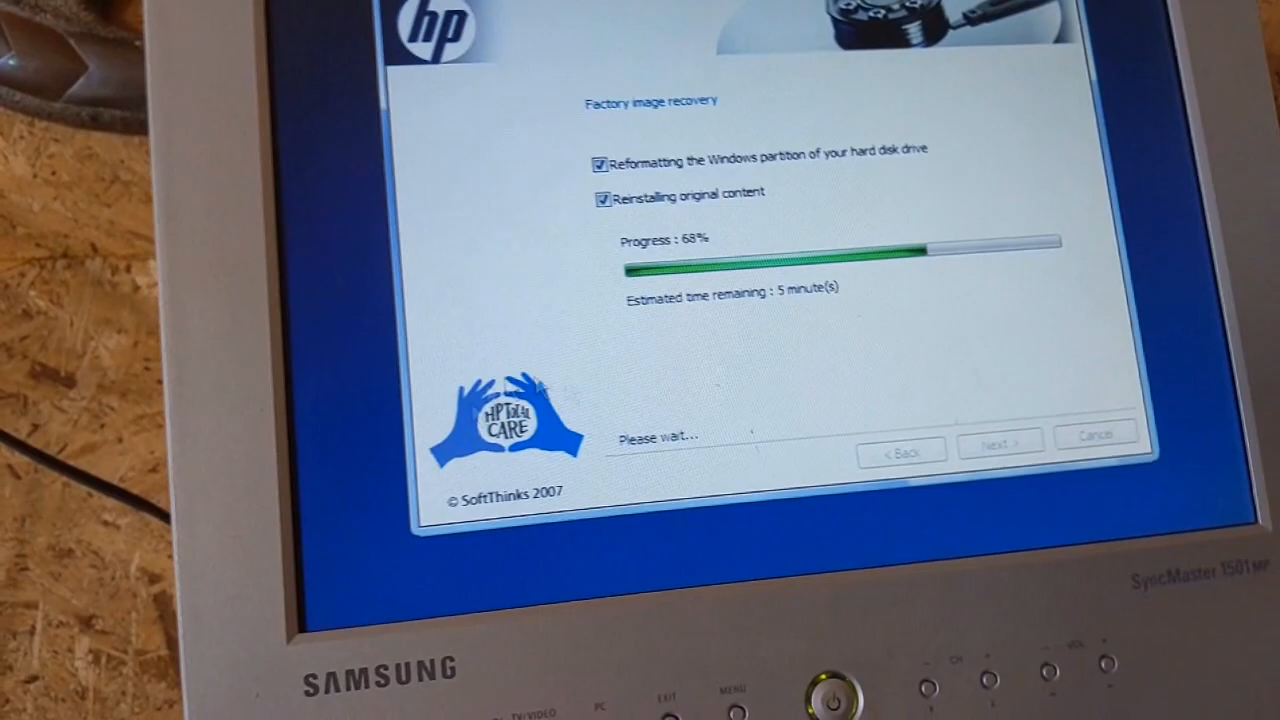 hp
Factory image recovery
Reformatting the Windows partition of your hard disk drive
Reinstalling original content
Progress : 68%
Estimated time remaining : 5 minute(s)
HP TOTAL
CARE
Please wait...
< Back
Next >
Cancel
© SoftThinks 2007
SyncMaster 1501MP
SAMSUNG
TV/VIDEO
PC
EXIT
MENU
- CH +
- VOL +